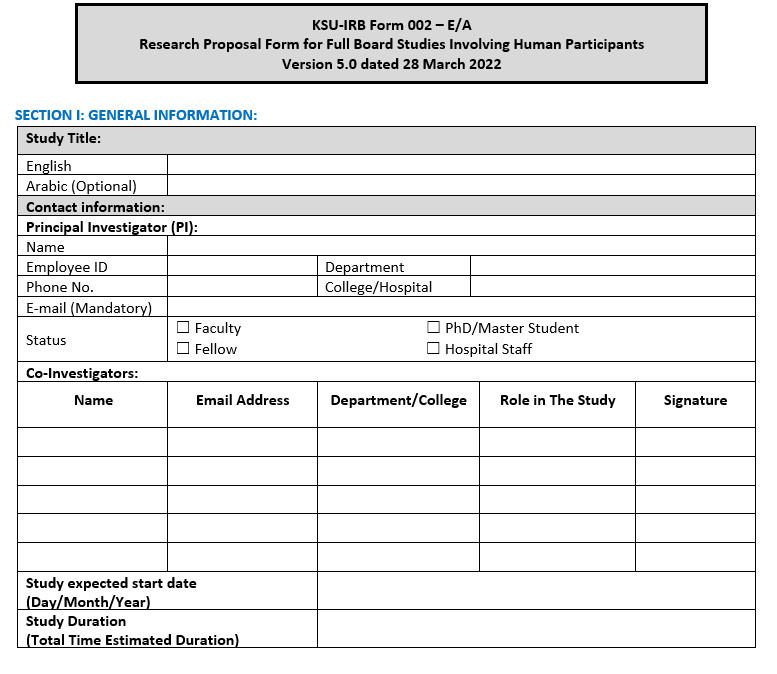 KSU-IRB Form 002 – E/A
Research Proposal Form for Full Board Studies Involving Human Participants
Version 5.0 dated 28 March 2022
SECTION I: GENERAL INFORMATION:
Study Title:
English
Arabic (Optional)
Contact information:
Principal Investigator (PI):
Name
Employee ID Department
Phone No. College/Hospital
E-mail (Mandatory)
Status
☐ Faculty ☐ PhD/Master Student
☐ Fellow ☐ Hospital Staff
Co-Investigators:
Name Email Address Department/College Role in The Study Signature
Study expected start date
(Day/Month/Year)
Study Duration
(Total Time Estimated Duration)